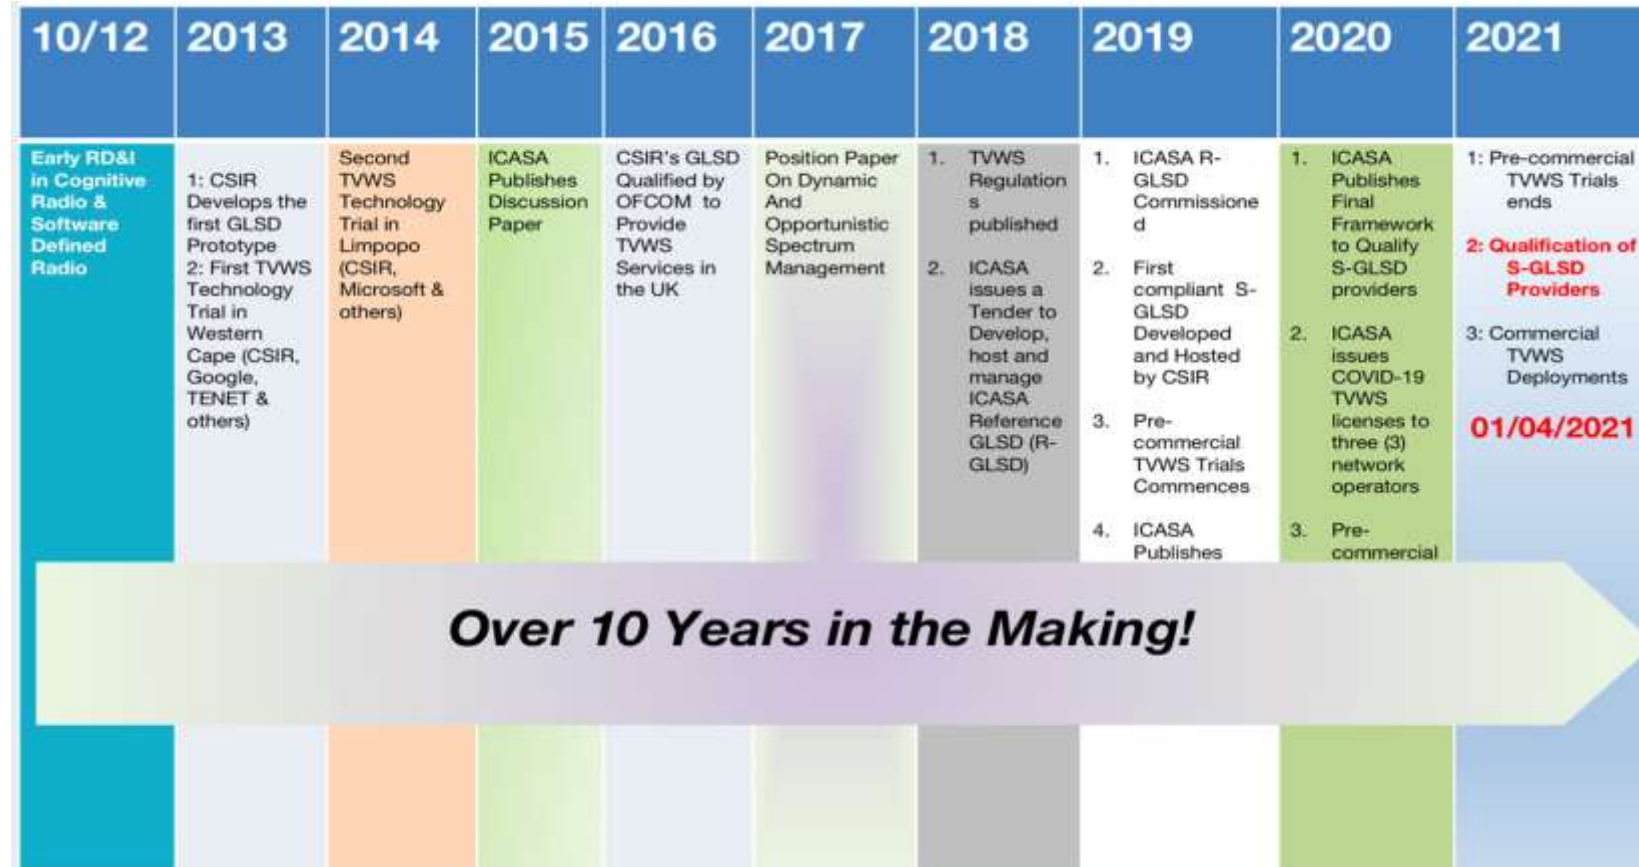 10/12
2013
2014
2015
2016
2017
2018
2019
2020
2021
Early RD&I
in Cognitive
Radio &
Software
Defined
Radio
1: CSIR
Develops the
first GLSD
Prototype
2: First TVWS
Technology
Trial in
Western
Cape (CSIR,
Google,
TENET &
others)
Second
TVWS
Technology
Trial in
Limpopo
(CSIR,
Microsoft &
others)
ICASA
Publishes
Discussion
Paper
CSIR's GLSD
Qualified by
OFCOM to
Provide
TVWS
Services in
the UK
Position Paper
On Dynamic
And
Opportunistic
Spectrum
Management
1. TVWS
Regulation
s
published
2. ICASA
issues a
Tender to
Develop,
host and
manage
ICASA
Reference
GLSD (R-
GLSD)
1. ICASA R-
GLSD
Commissione
d
2. First
compliant S-
GLSD
Developed
and Hosted
by CSIR
3. Pre-
commercial
TVWS Trials
Commences
4. ICASA
Publishes
1. ICASA
Publishes
Final
Framework
to Qualify
S-GLSD
providers
2. ICASA
issues
COVID-19
TVWS
licenses to
three (3)
network
operators
3. Pre-
commercial
1: Pre-commercial
TVWS Trials
ends
2: Qualification of
S-GLSD
Providers
3: Commercial
TVWS
Deployments
01/04/2021
Over 10 Years in the Making!